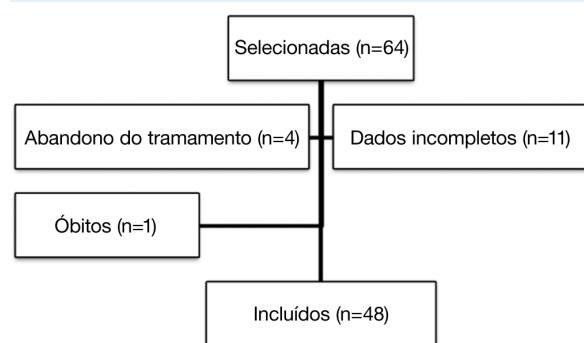 Selecionadas (n=64)
Abandono do tramamento (n=4)
Dados incompletos (n=11)
Óbitos (n=1)
Incluídos (n=48)